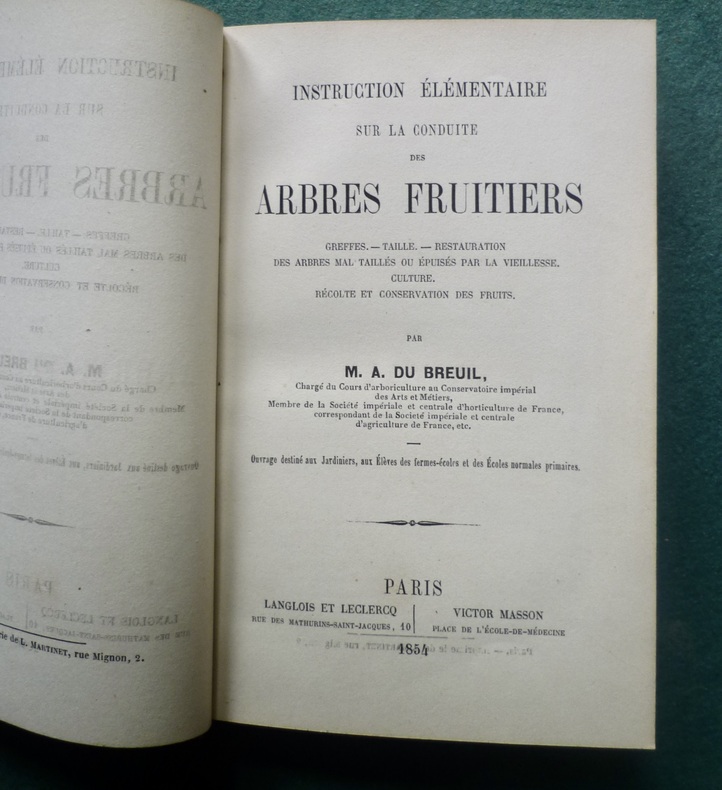 INSTRUCTION ÉLÉMENTAIRE
SUR LA CONDUITE
DES
ARBRES FRUITIERS
GREFFES. — TAILLE. — RESTAURATION
DES ARBRES MAL TAILLÉS OU ÉPUISÉS PAR LA VIEILLESSE.
CULTURE.
RÉCOLTE ET CONSERVATION DES FRUITS.
PAR
M. A. DU BREUIL,
Chargé du Cours d'arboriculture au Conservatoire impérial
des Arts et Métiers,
Membre de la Société impériale et centrale d'horticulture de France,
correspondant de la Societé impériale et centrale
d'agriculture de France, etc.
Ouvrage destiné aux Jardiniers, aux Élèves des fermes-écoles et des Écoles normales primaires.
PARIS
LANGLOIS ET LECLERCQ
RUE DES MATHURINS-SAINT-JACQUES, 10
VICTOR MASSON
PLACE DE L'ÉCOLE-DE-MÉDECINE
1854
de L. MARTINET, rue Mignon, 2.